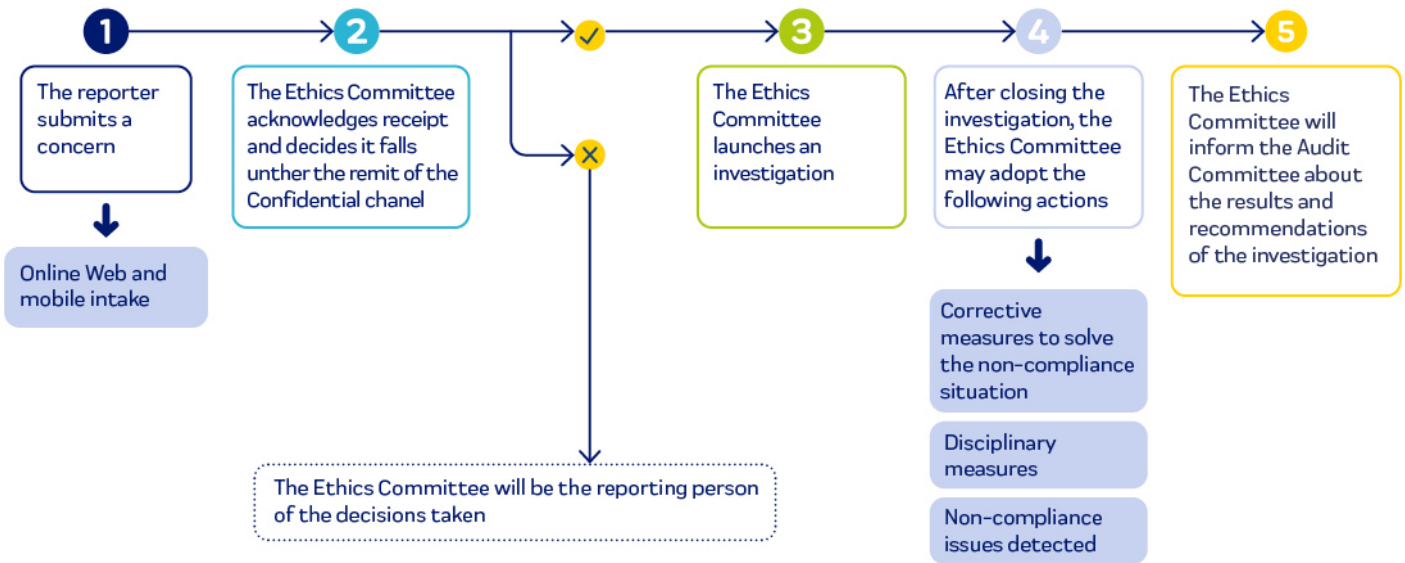 1
2
3
4
5
The reporter
submits a
concern
Online Web and
mobile intake
The Ethics Committee
acknowledges receipt
and decides it falls
unther the remit of the
Confidential chanel
The Ethics Committee will be the reporting person
of the decisions taken
The Ethics
Committee
launches an
investigation
After closing the
investigation, the
Ethics Committee
may adopt the
following actions
Corrective
measures to solve
the non-compliance
situation
Disciplinary
measures
Non-compliance
issues detected
The Ethics
Committee will
inform the Audit
Committee about
the results and
recommendations
of the investigation